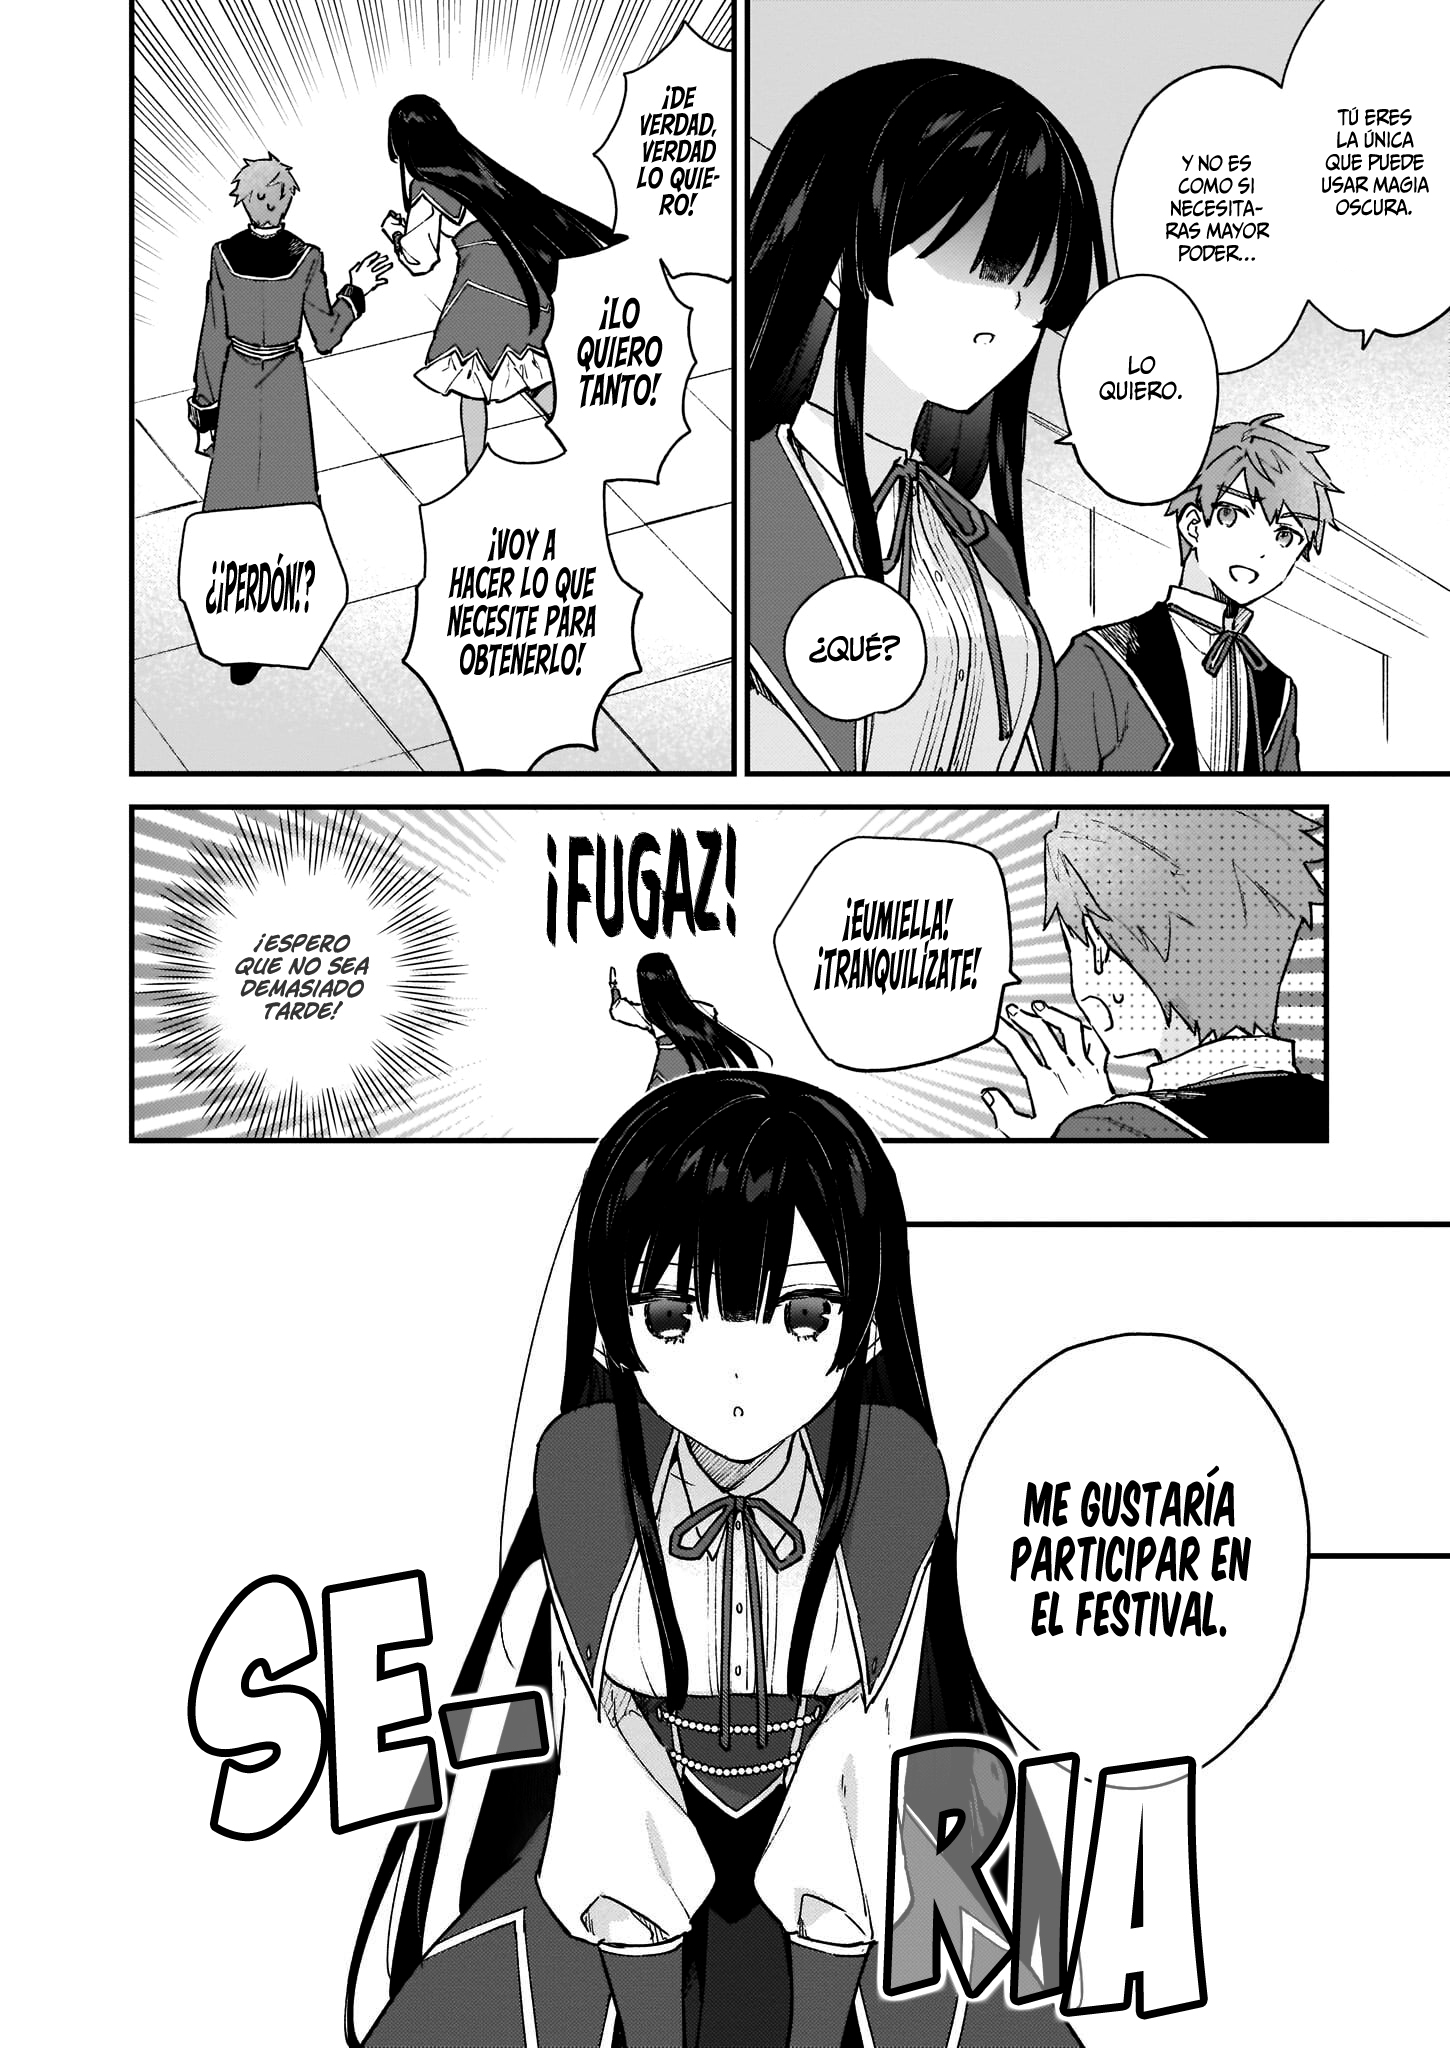 TÚ ERES
LA ÚNICA
QUE PUEDE
USAR MAGIA
OSCURA.
Y NO ES
COMO SI
NECESITA-
RAS MAYOR
PODER...
LO
QUIERO.
¿QUÉ?
¡DE
VERDAD,
VERDAD
LO QUIE-
RO!
¡LO
QUIERO
TANTO!
¡VOY A
HACER LO QUE
NECESITE PARA
OBTENERLO!
¿¡PERDÓN!?
¡EUMIELLA!
¡TRANQUILÍZATE!
¡FUGAZ!
¡ESPERO
QUE NO SEA
DEMASIADO
TARDE!
ME GUSTARÍA
PARTICIPAR EN
EL FESTIVAL.
SE-
RIA